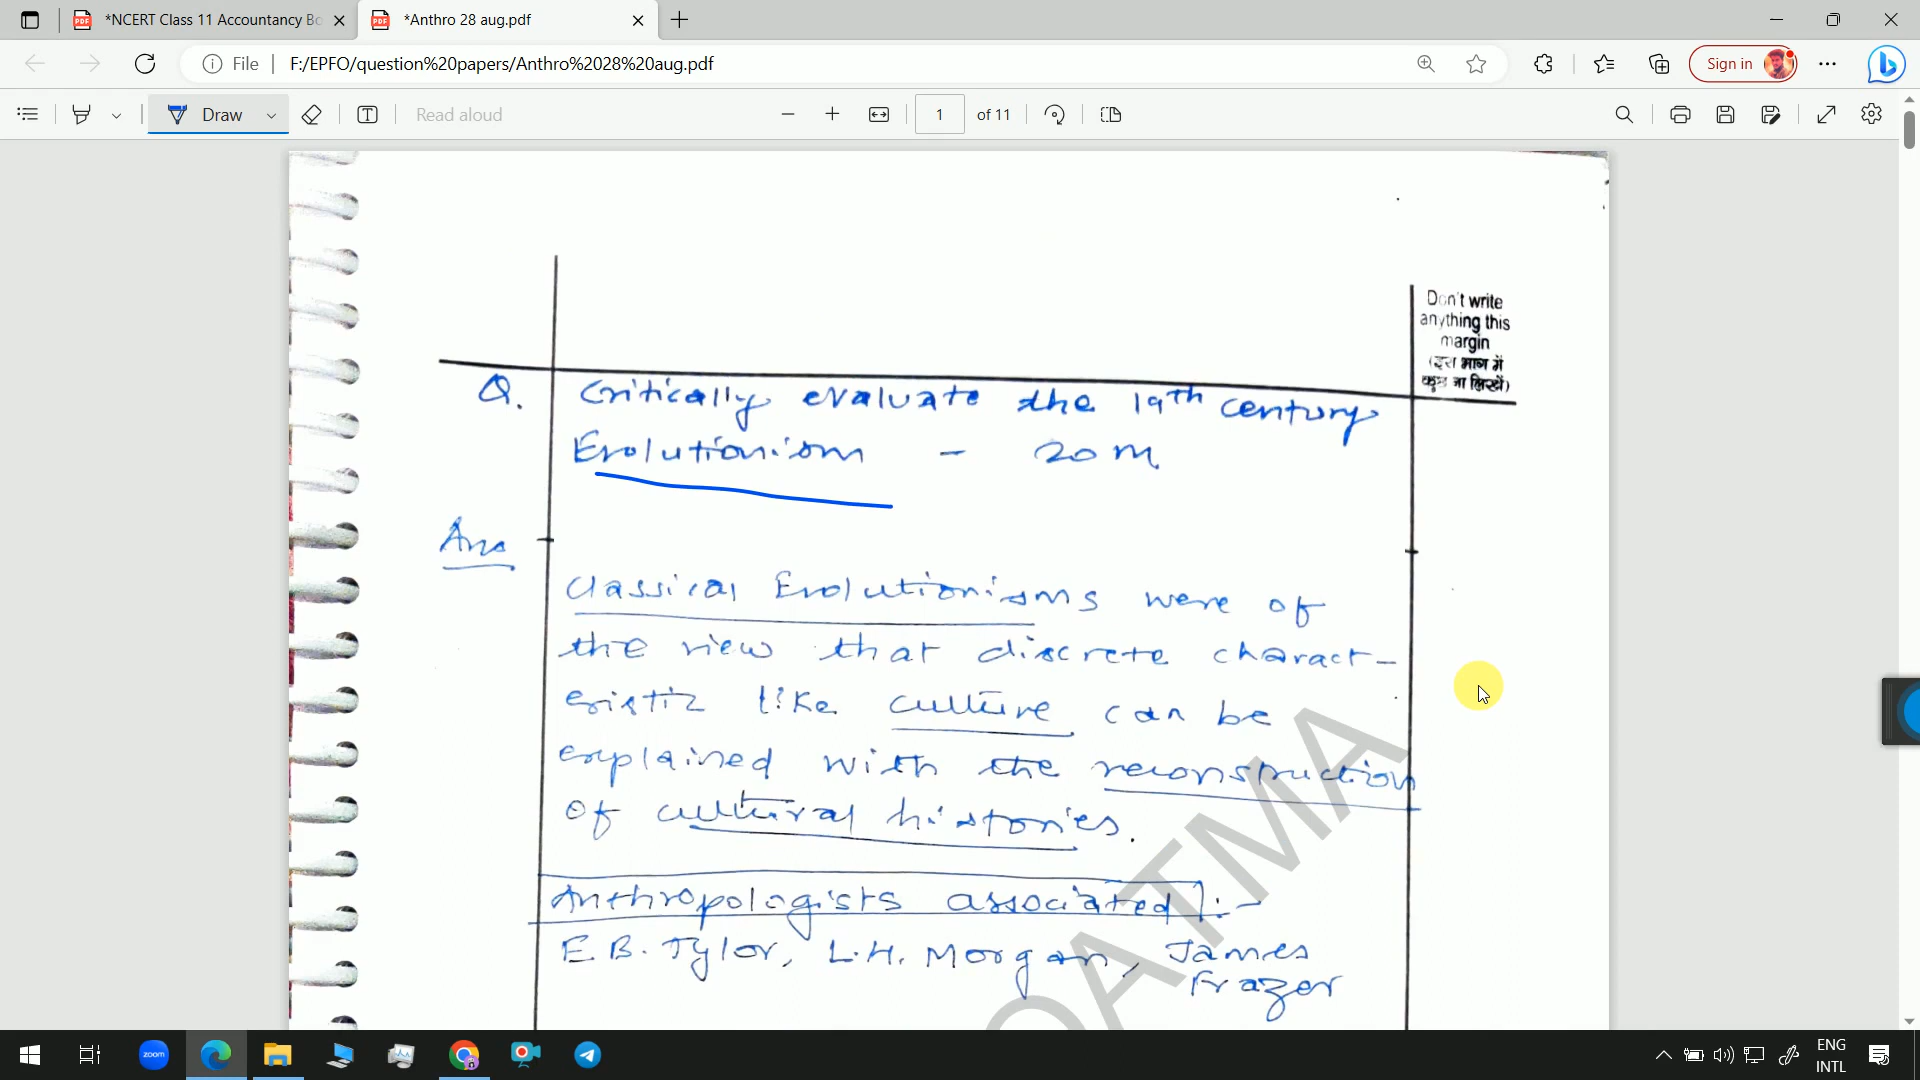 *NCERT Class 11 Accountancy Bo
*Anthro 28 aug.pdf
File
F:/EPFO/question%20papers/Anthro%2028%20aug.pdf
Sign in
Draw
Read aloud
1
of 11
Don't write
anything this
margin
(इस भाग में
कुछ ना लिखें)
Q. Critically evaluate the 19th century
Evolutionism - 20 m
Ans
Classical Evolutionisms were of
the view that discrete charact-
eristic like culture can be
explained with the reconstruction
of cultural histories.
Anthropologists associated :-
E.B. Tylor, L.H. Morgan, James
Frazer
OATMA
zoom
ENG
INTL